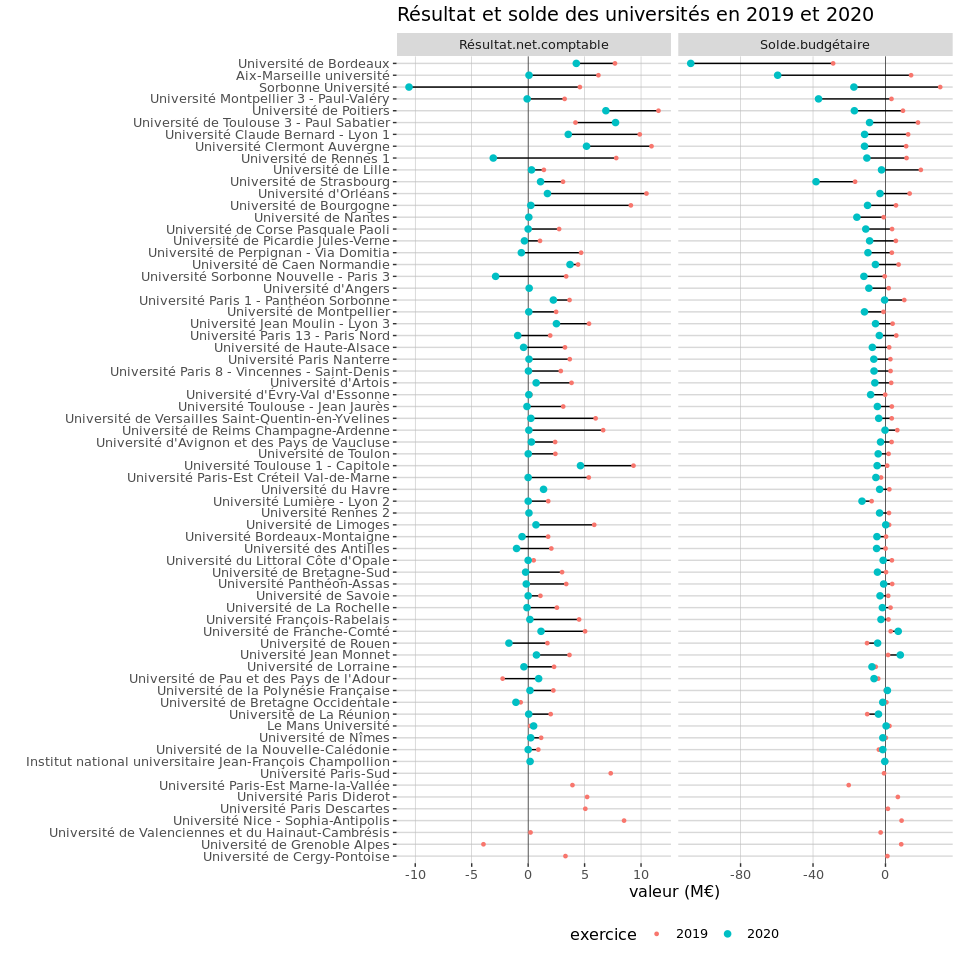 Résultat et solde des universités en 2019 et 2020
Résultat.net.comptable Solde.budgétaire
Université de Bordeaux
Aix-Marseille université
Sorbonne Université
Université Montpellier 3 - Paul-Valéry
Université de Poitiers
Université de Toulouse 3 - Paul Sabatier
Université Claude Bernard - Lyon 1
Université Clermont Auvergne
Université de Rennes 1
Université de Lille
Université de Strasbourg
Université d'Orléans
Université de Bourgogne
Université de Nantes
Université de Corse Pasquale Paoli
Université de Picardie Jules-Verne
Université de Perpignan - Via Domitia
Université de Caen Normandie
Université Sorbonne Nouvelle - Paris 3
Université d'Angers
Université Paris 1 - Panthéon Sorbonne
Université de Montpellier
Université Jean Moulin - Lyon 3
Université Paris 13 - Paris Nord
Université de Haute-Alsace
Université Paris Nanterre
Université Paris 8 - Vincennes - Saint-Denis
Université d'Artois
Université d'Évry-Val d'Essonne
Université Toulouse - Jean Jaurès
Université de Versailles Saint-Quentin-en-Yvelines
Université de Reims Champagne-Ardenne
Université d'Avignon et des Pays de Vaucluse
Université de Toulon
Université Toulouse 1 - Capitole
Université Paris-Est Créteil Val-de-Marne
Université du Havre
Université Lumière - Lyon 2
Université Rennes 2
Université de Limoges
Université Bordeaux-Montaigne
Université des Antilles
Université du Littoral Côte d'Opale
Université de Bretagne-Sud
Université Panthéon-Assas
Université de Savoie
Université de La Rochelle
Université François-Rabelais
Université de Franche-Comté
Université de Rouen
Université Jean Monnet
Université de Lorraine
Université de Pau et des Pays de l'Adour
Université de la Polynésie Française
Université de Bretagne Occidentale
Université de La Réunion
Le Mans Université
Université de Nîmes
Université de la Nouvelle-Calédonie
Institut national universitaire Jean-François Champollion
Université Paris-Sud
Université Paris-Est Marne-la-Vallée
Université Paris Diderot
Université Paris Descartes
Université Nice - Sophia-Antipolis
Université de Valenciennes et du Hainaut-Cambrésis
Université de Grenoble Alpes
Université de Cergy-Pontoise
-10 -5 0 5 10 -80 -40 0
valeur (M€)
exercice 2019 2020